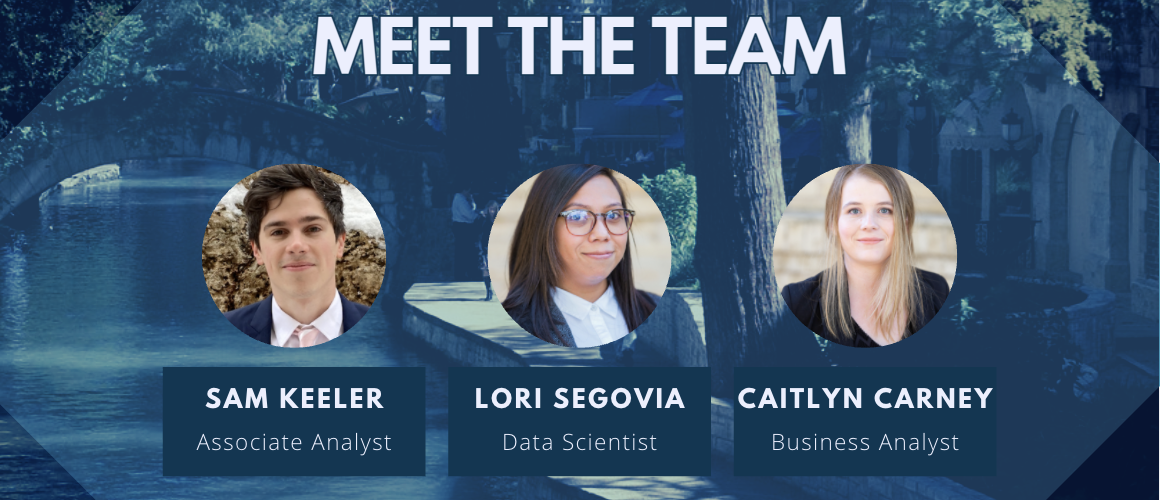 MEET THE TEAM
SAM KEELER
Associate Analyst
LORI SEGOVIA
Data Scientist
CAITLYN CARNEY
Business Analyst